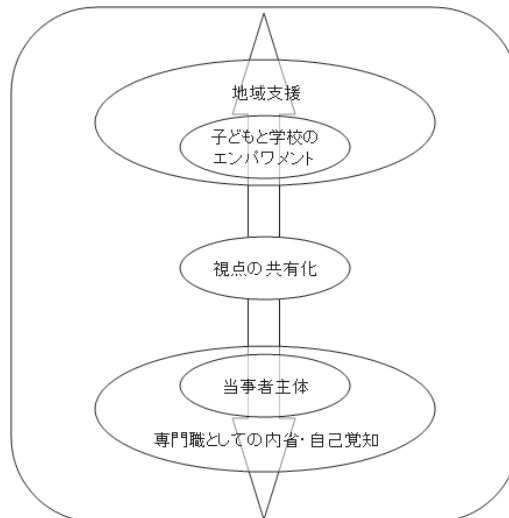 地域支援
子どもと学校の
エンパワメント
視点の共有化
当事者主体
専門職としての内省・自己覚知